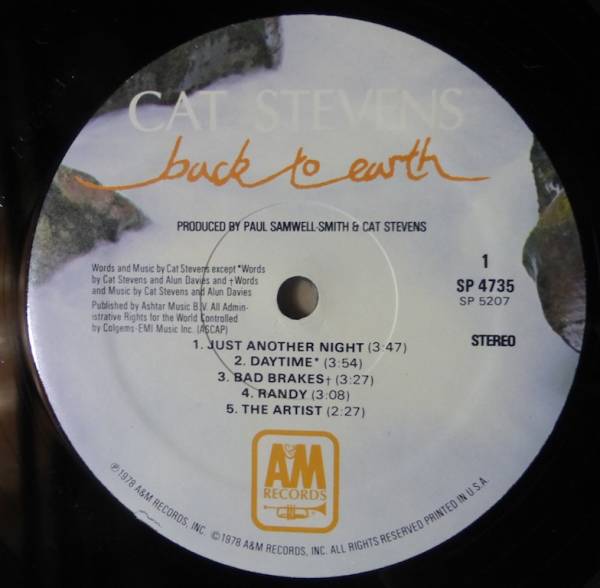 CAT STEVENS
back to earth
PRODUCED BY PAUL SAMWELL-SMITH & CAT STEVENS
Words and Music by Cat Stevens except *Words
by Cat Stevens and Alun Davies and †Words
and Music by Cat Stevens and Alun Davies
Published by Ashtar Music B.V. All Admin-
istrative Rights for the World Controlled
by Colgems-EMI Music Inc. (ASCAP)
1
SP 4735
SP 5207
STEREO
1. JUST ANOTHER NIGHT (3:47)
2. DAYTIME* (3:54)
3. BAD BRAKES† (3:27)
4. RANDY (3:08)
5. THE ARTIST (2:27)
A&M
RECORDS
℗1978 A&M RECORDS, INC. ©1978 A&M RECORDS, INC. ALL RIGHTS RESERVED PRINTED IN U.S.A.